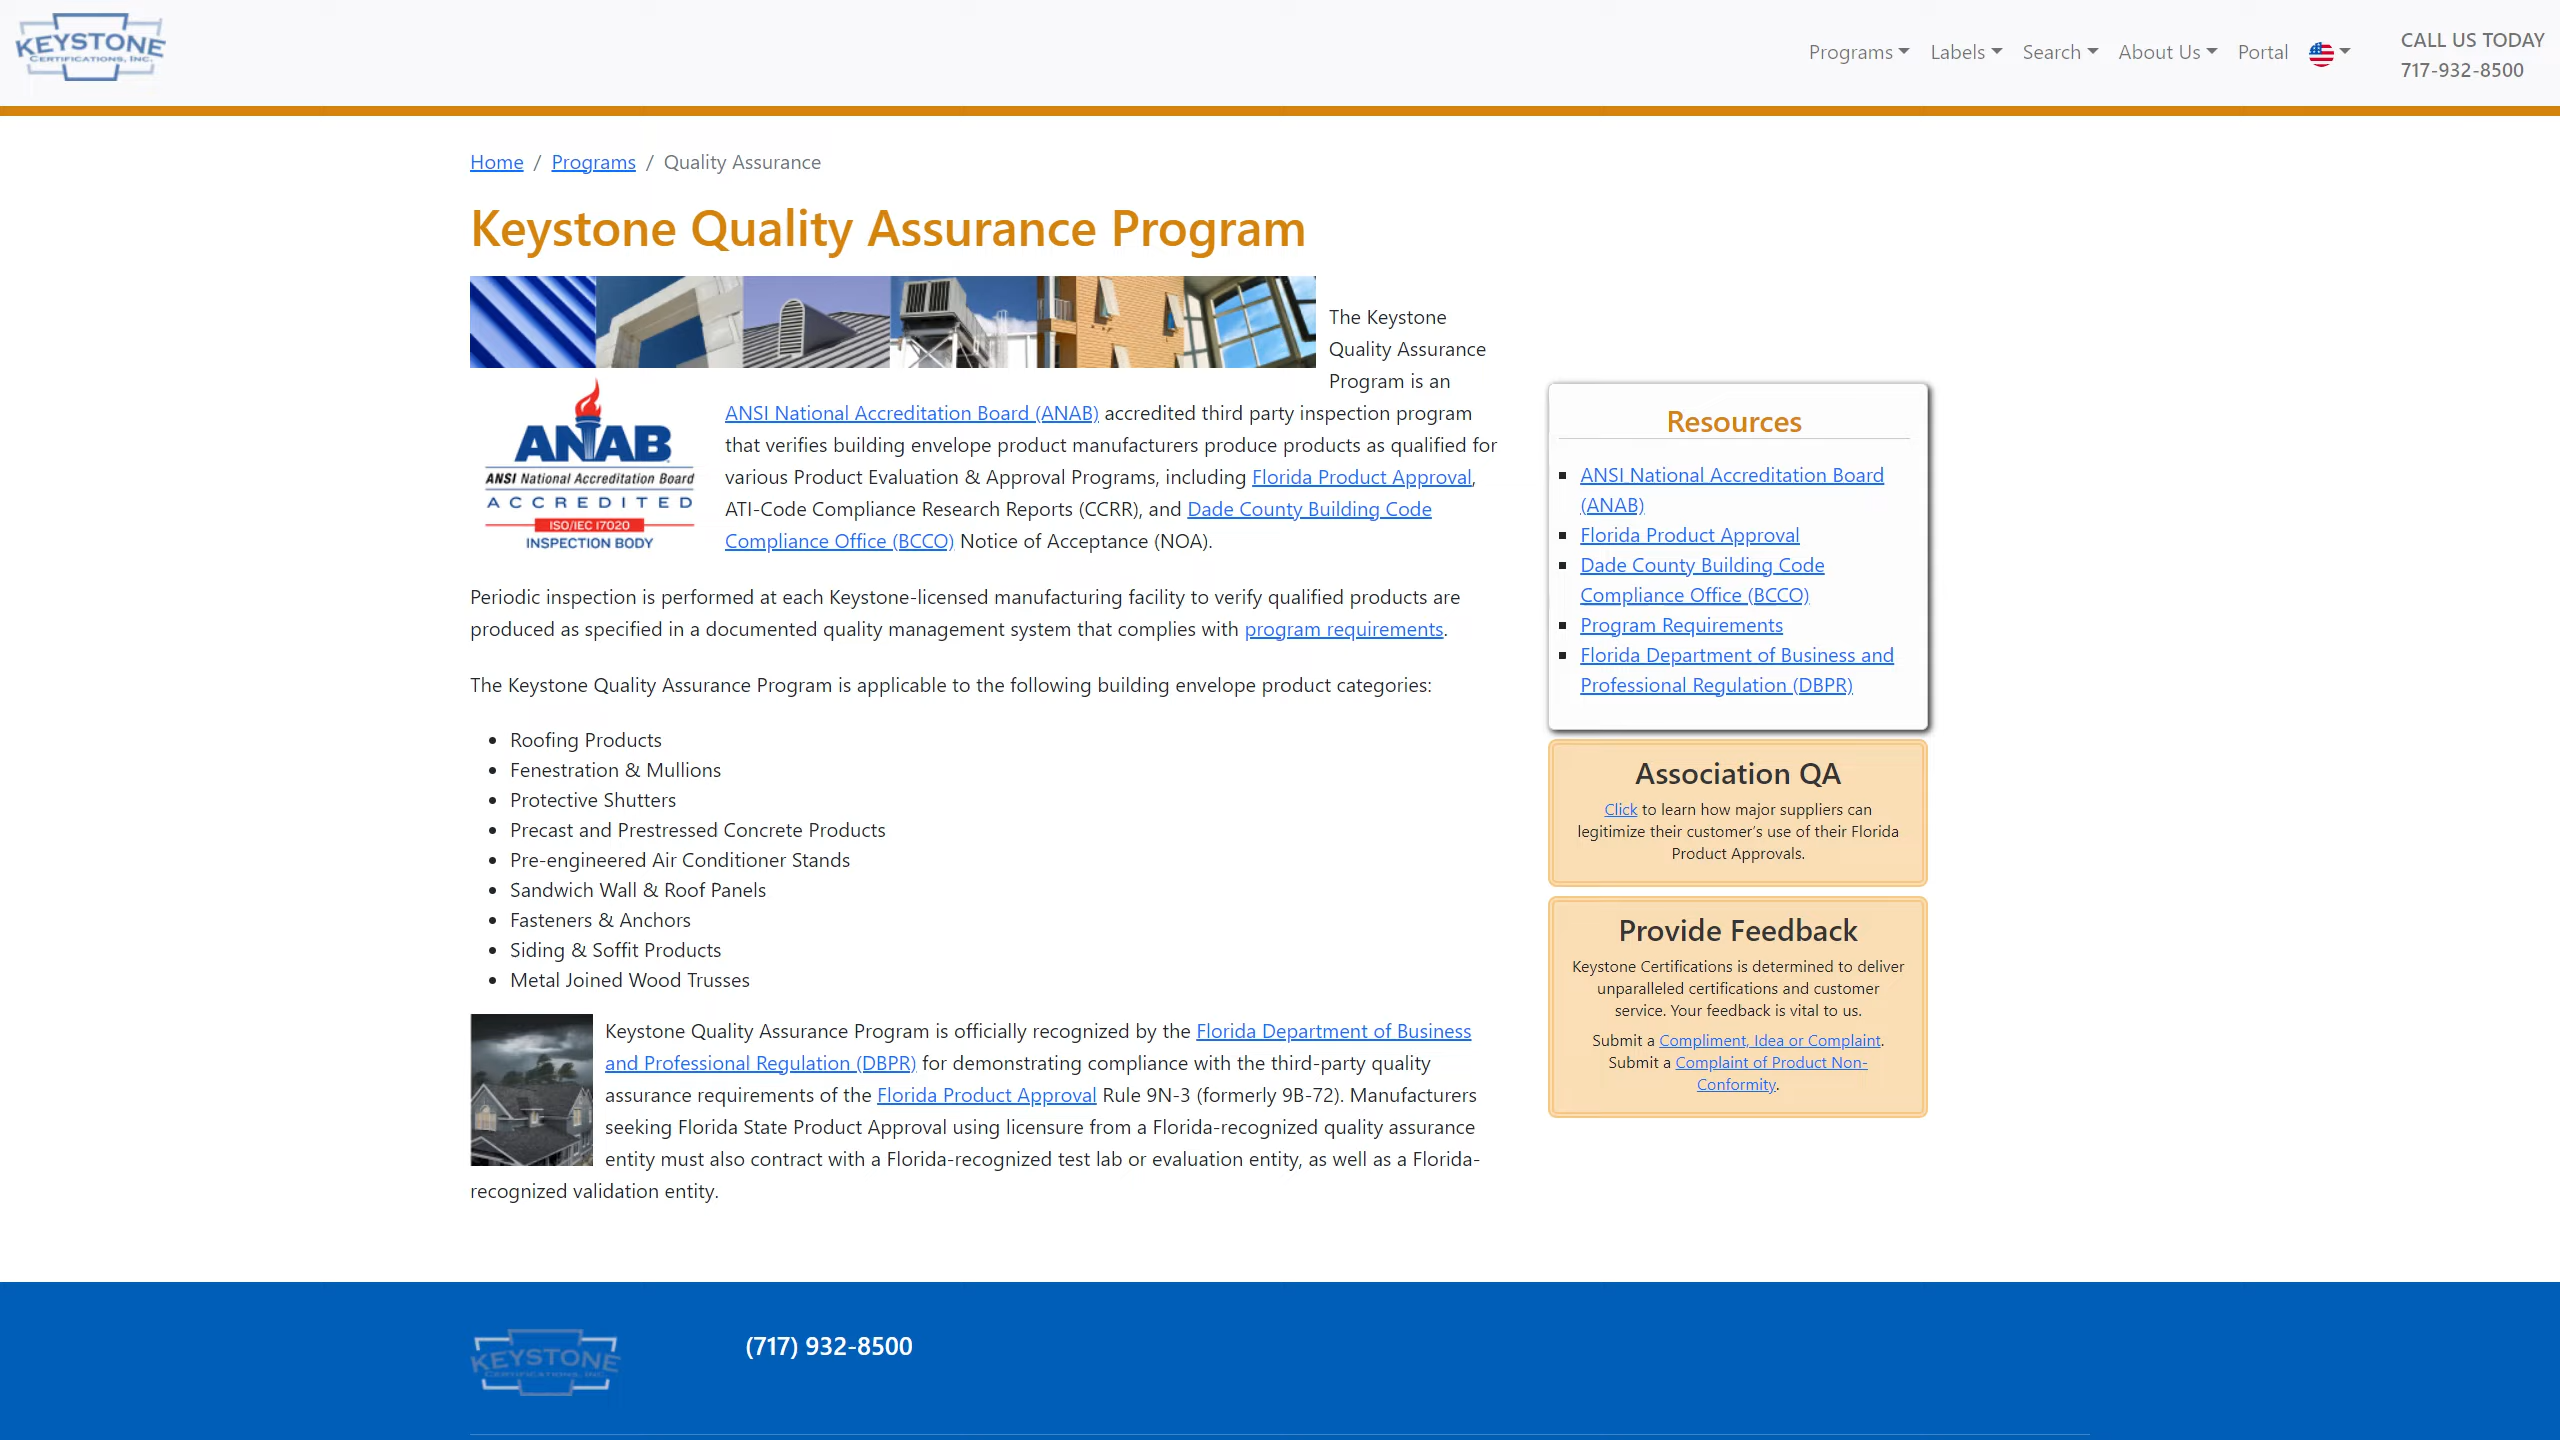 KEYSTONE
CERTIFICATIONS, INC.
Programs
Labels
Search
About Us
Portal
CALL US TODAY
717-932-8500
Home / Programs / Quality Assurance
Keystone Quality Assurance Program
The Keystone
Quality Assurance
Program is an
ANSI National Accreditation Board (ANAB) accredited third party inspection program
that verifies building envelope product manufacturers produce products as qualified for
various Product Evaluation & Approval Programs, including Florida Product Approval,
ATI-Code Compliance Research Reports (CCRR), and Dade County Building Code
Compliance Office (BCCO) Notice of Acceptance (NOA).
ANAB
ANSI National Accreditation Board
ACCREDITED
ISO/IEC 17020
INSPECTION BODY
Periodic inspection is performed at each Keystone-licensed manufacturing facility to verify qualified products are
produced as specified in a documented quality management system that complies with program requirements.
The Keystone Quality Assurance Program is applicable to the following building envelope product categories:
• Roofing Products
• Fenestration & Mullions
• Protective Shutters
• Precast and Prestressed Concrete Products
• Pre-engineered Air Conditioner Stands
• Sandwich Wall & Roof Panels
• Fasteners & Anchors
• Siding & Soffit Products
• Metal Joined Wood Trusses
Keystone Quality Assurance Program is officially recognized by the Florida Department of Business
and Professional Regulation (DBPR) for demonstrating compliance with the third-party quality
assurance requirements of the Florida Product Approval Rule 9N-3 (formerly 9B-72). Manufacturers
seeking Florida State Product Approval using licensure from a Florida-recognized quality assurance
entity must also contract with a Florida-recognized test lab or evaluation entity, as well as a Florida-
recognized validation entity.
Resources
▪ ANSI National Accreditation Board
(ANAB)
▪ Florida Product Approval
▪ Dade County Building Code
Compliance Office (BCCO)
▪ Program Requirements
▪ Florida Department of Business and
Professional Regulation (DBPR)
Association QA
Click to learn how major suppliers can
legitimize their customer’s use of their Florida
Product Approvals.
Provide Feedback
Keystone Certifications is determined to deliver
unparalleled certifications and customer
service. Your feedback is vital to us.
Submit a Compliment, Idea or Complaint.
Submit a Complaint of Product Non-
Conformity.
KEYSTONE
CERTIFICATIONS, INC.
(717) 932-8500